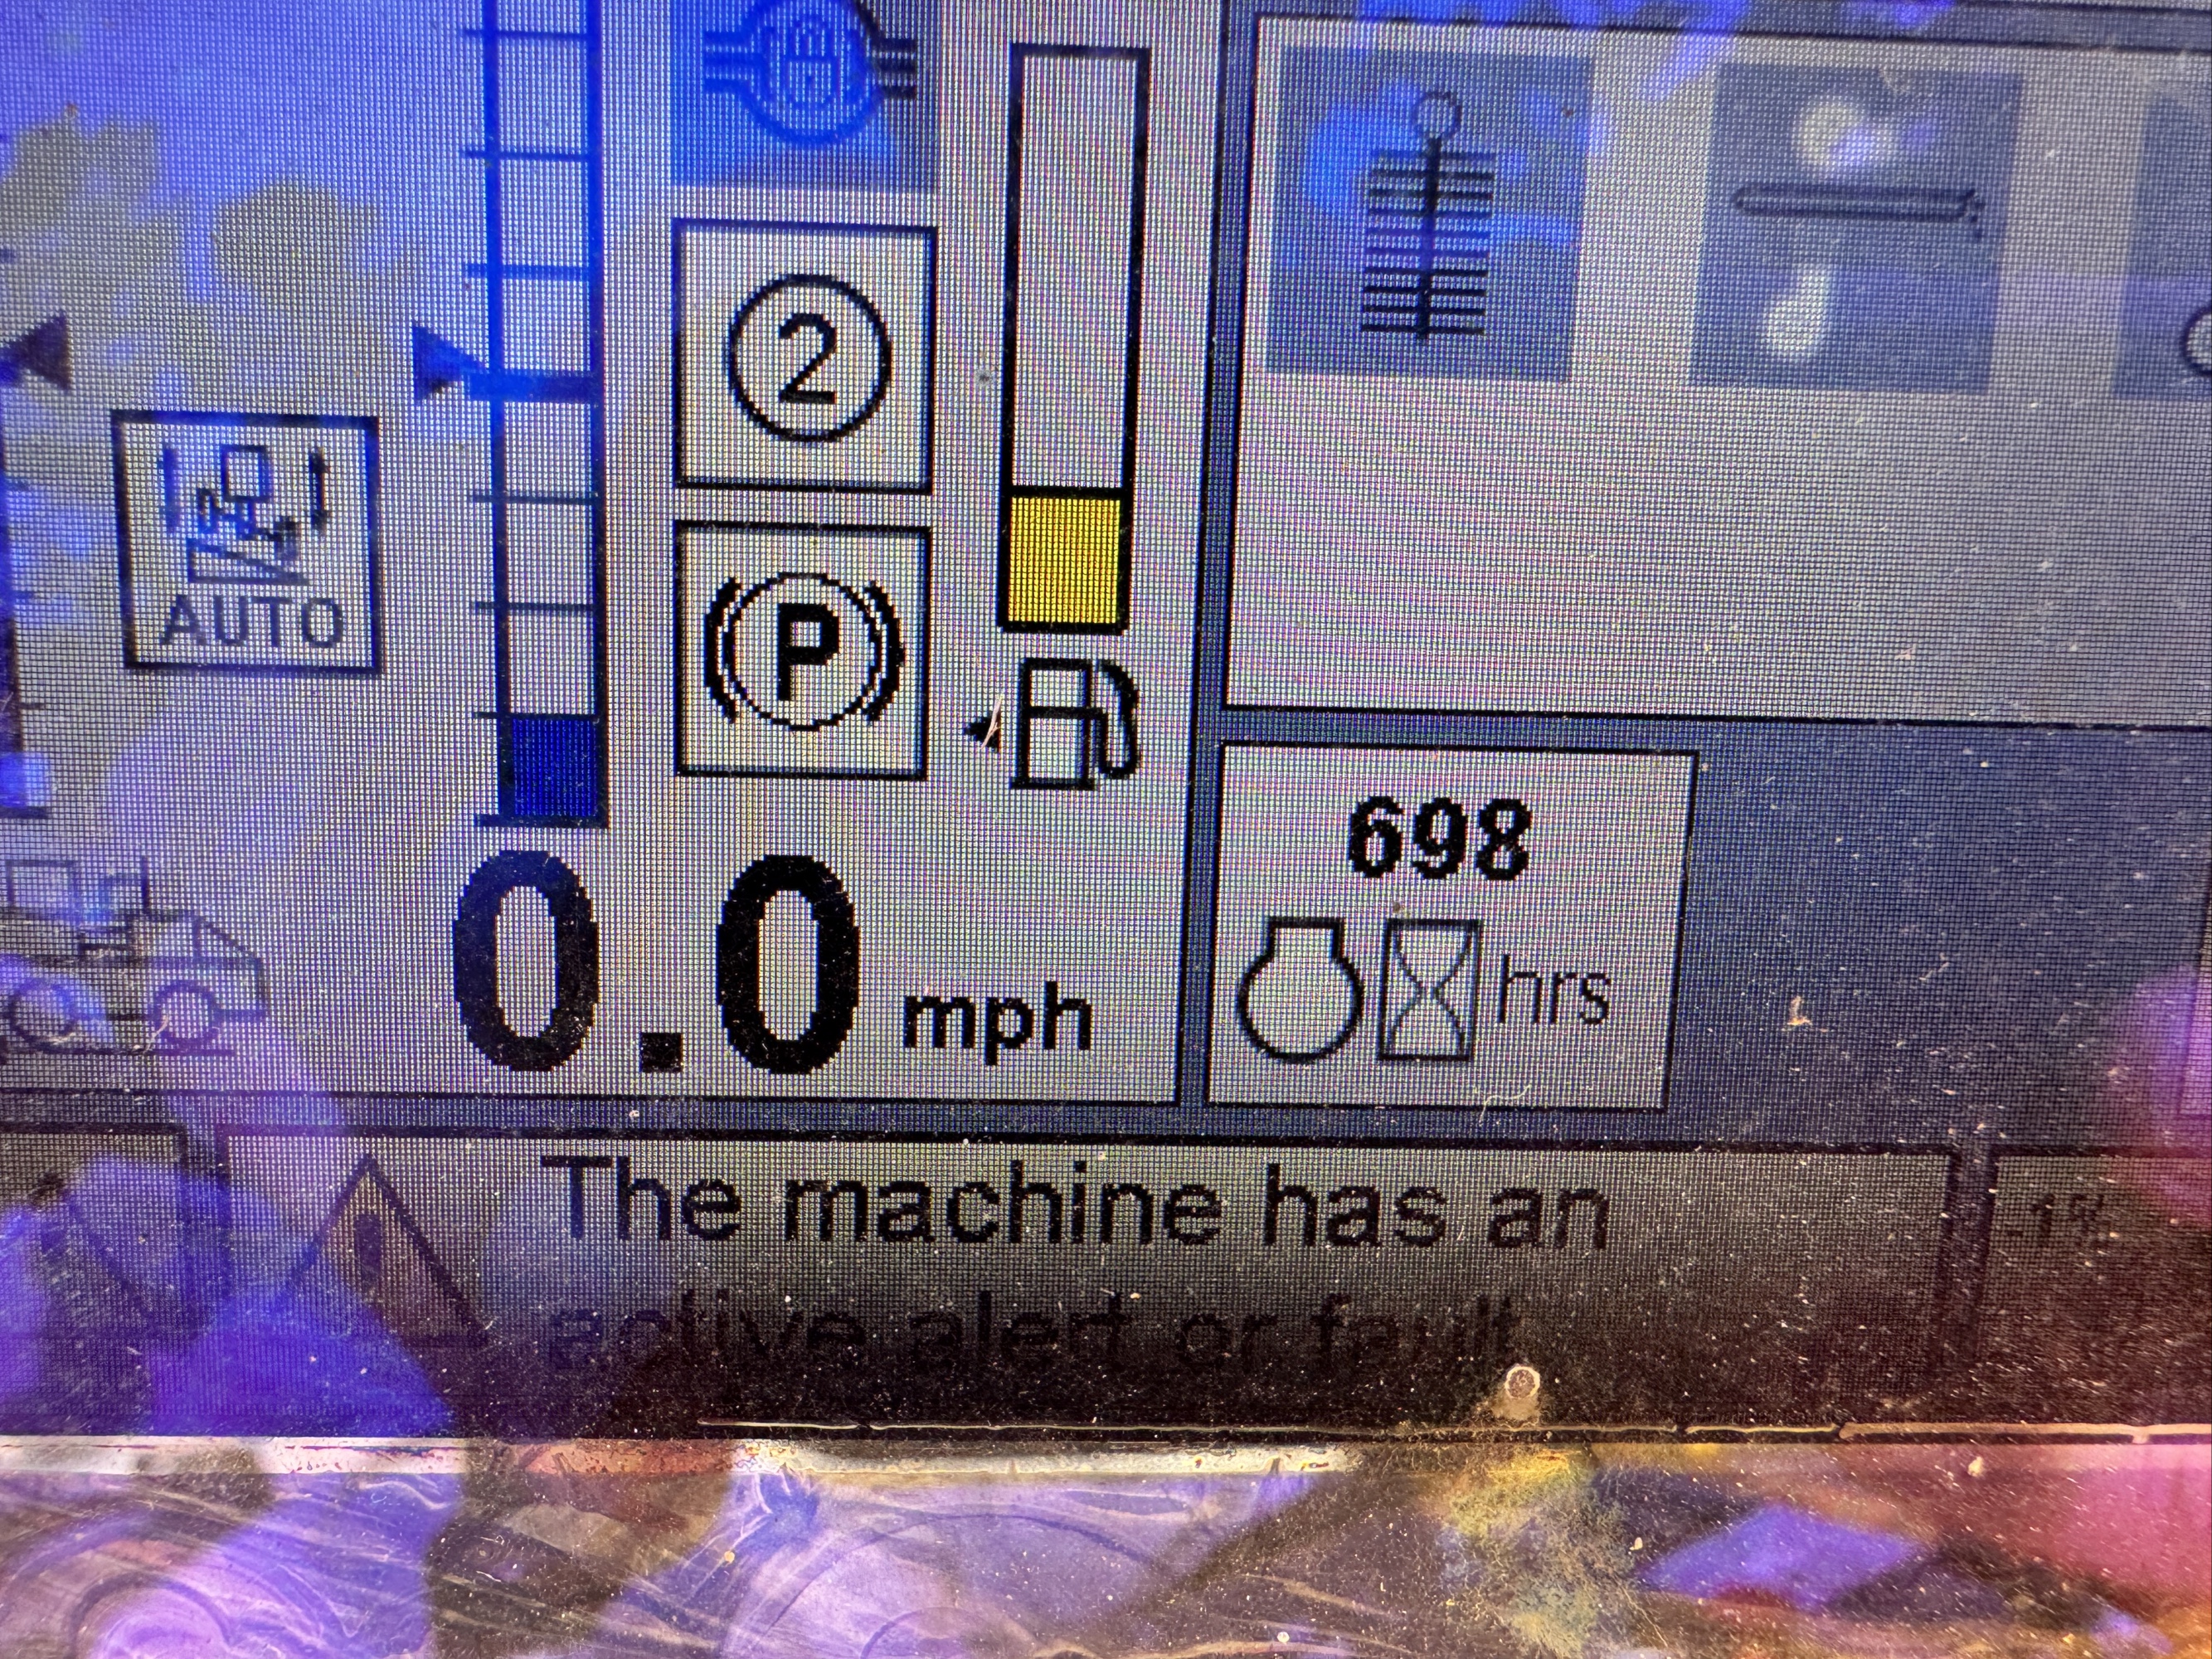 2
P
AUTO
698
hrs
0.0 mph
The machine has an
active alert or fault